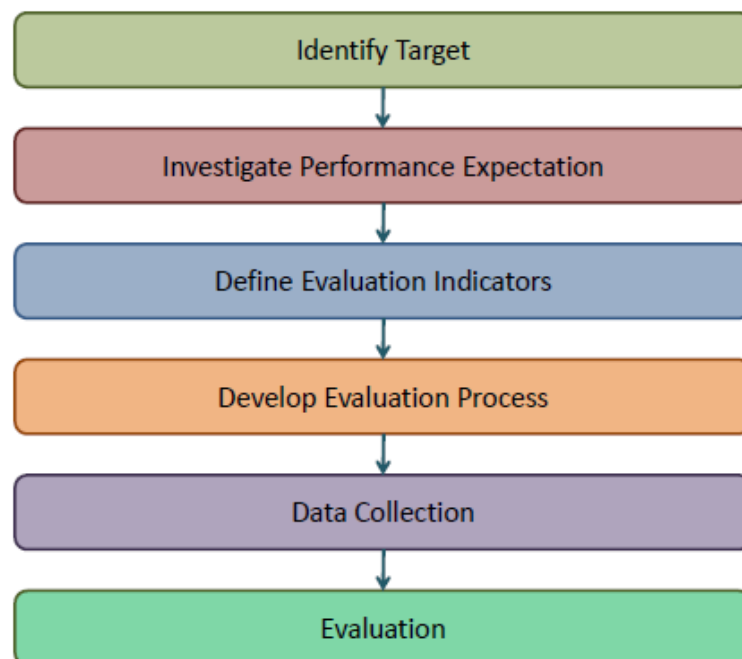 Identify Target
Investigate Performance Expectation
Define Evaluation Indicators
Develop Evaluation Process
Data Collection
Evaluation